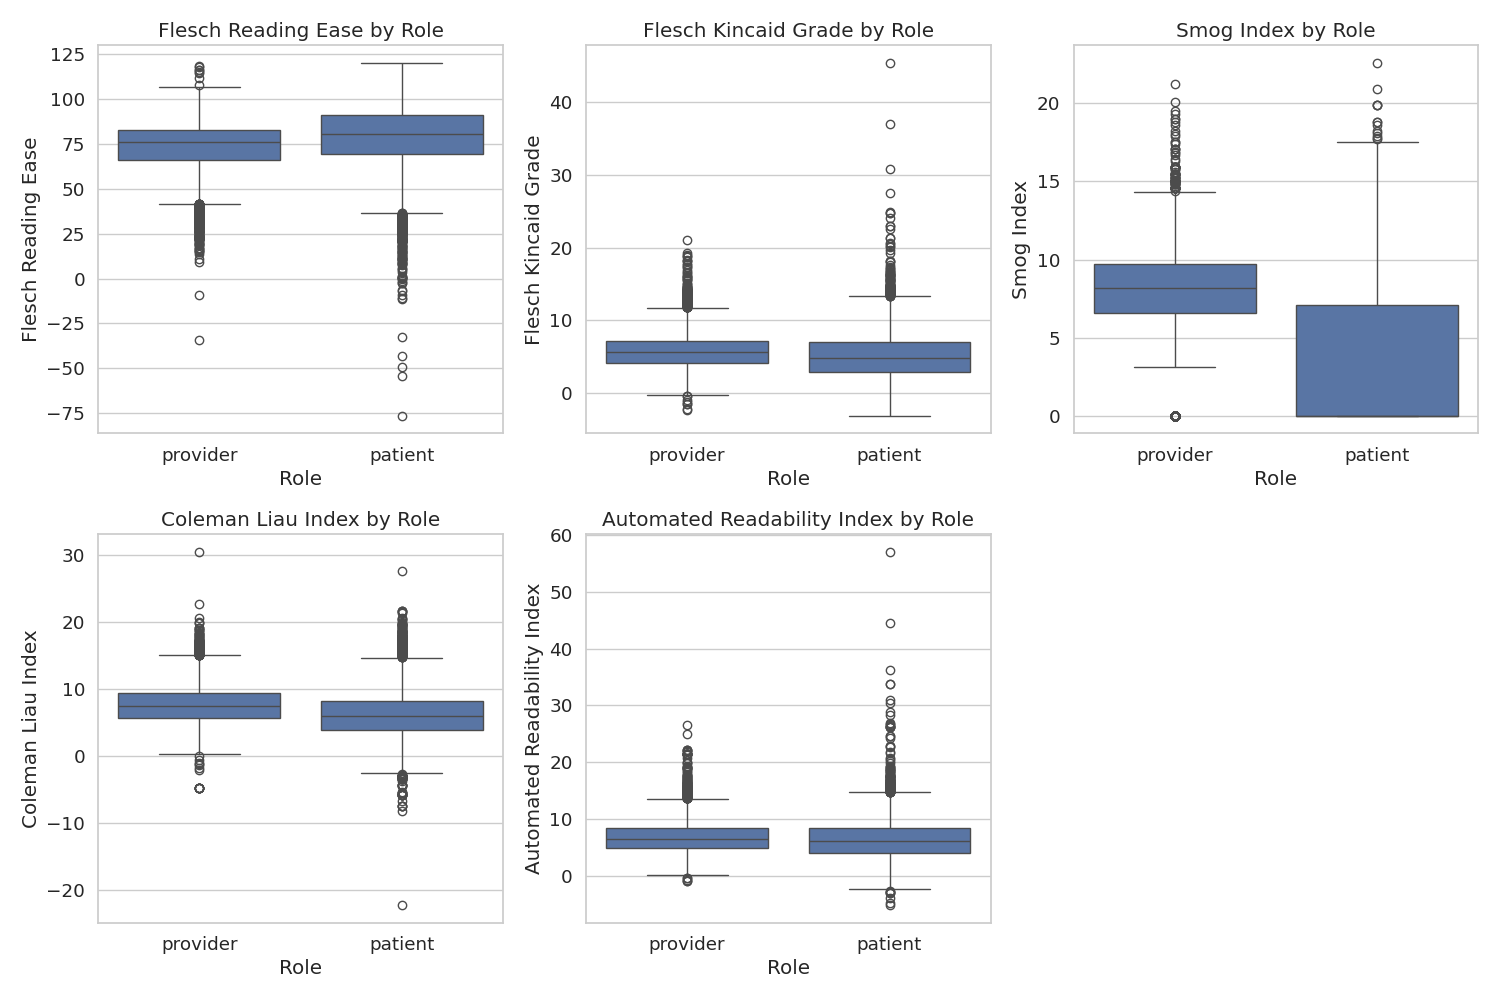 Flesch Reading Ease by Role
125
100
75
50
25
0
−25
−50
−75
Flesch Reading Ease
provider
patient
Role
Flesch Kincaid Grade by Role
40
30
20
10
0
Flesch Kincaid Grade
provider
patient
Role
Smog Index by Role
20
15
10
5
0
Smog Index
provider
patient
Role
Coleman Liau Index by Role
30
20
10
0
−10
−20
Coleman Liau Index
provider
patient
Role
Automated Readability Index by Role
60
50
40
30
20
10
0
Automated Readability Index
provider
patient
Role